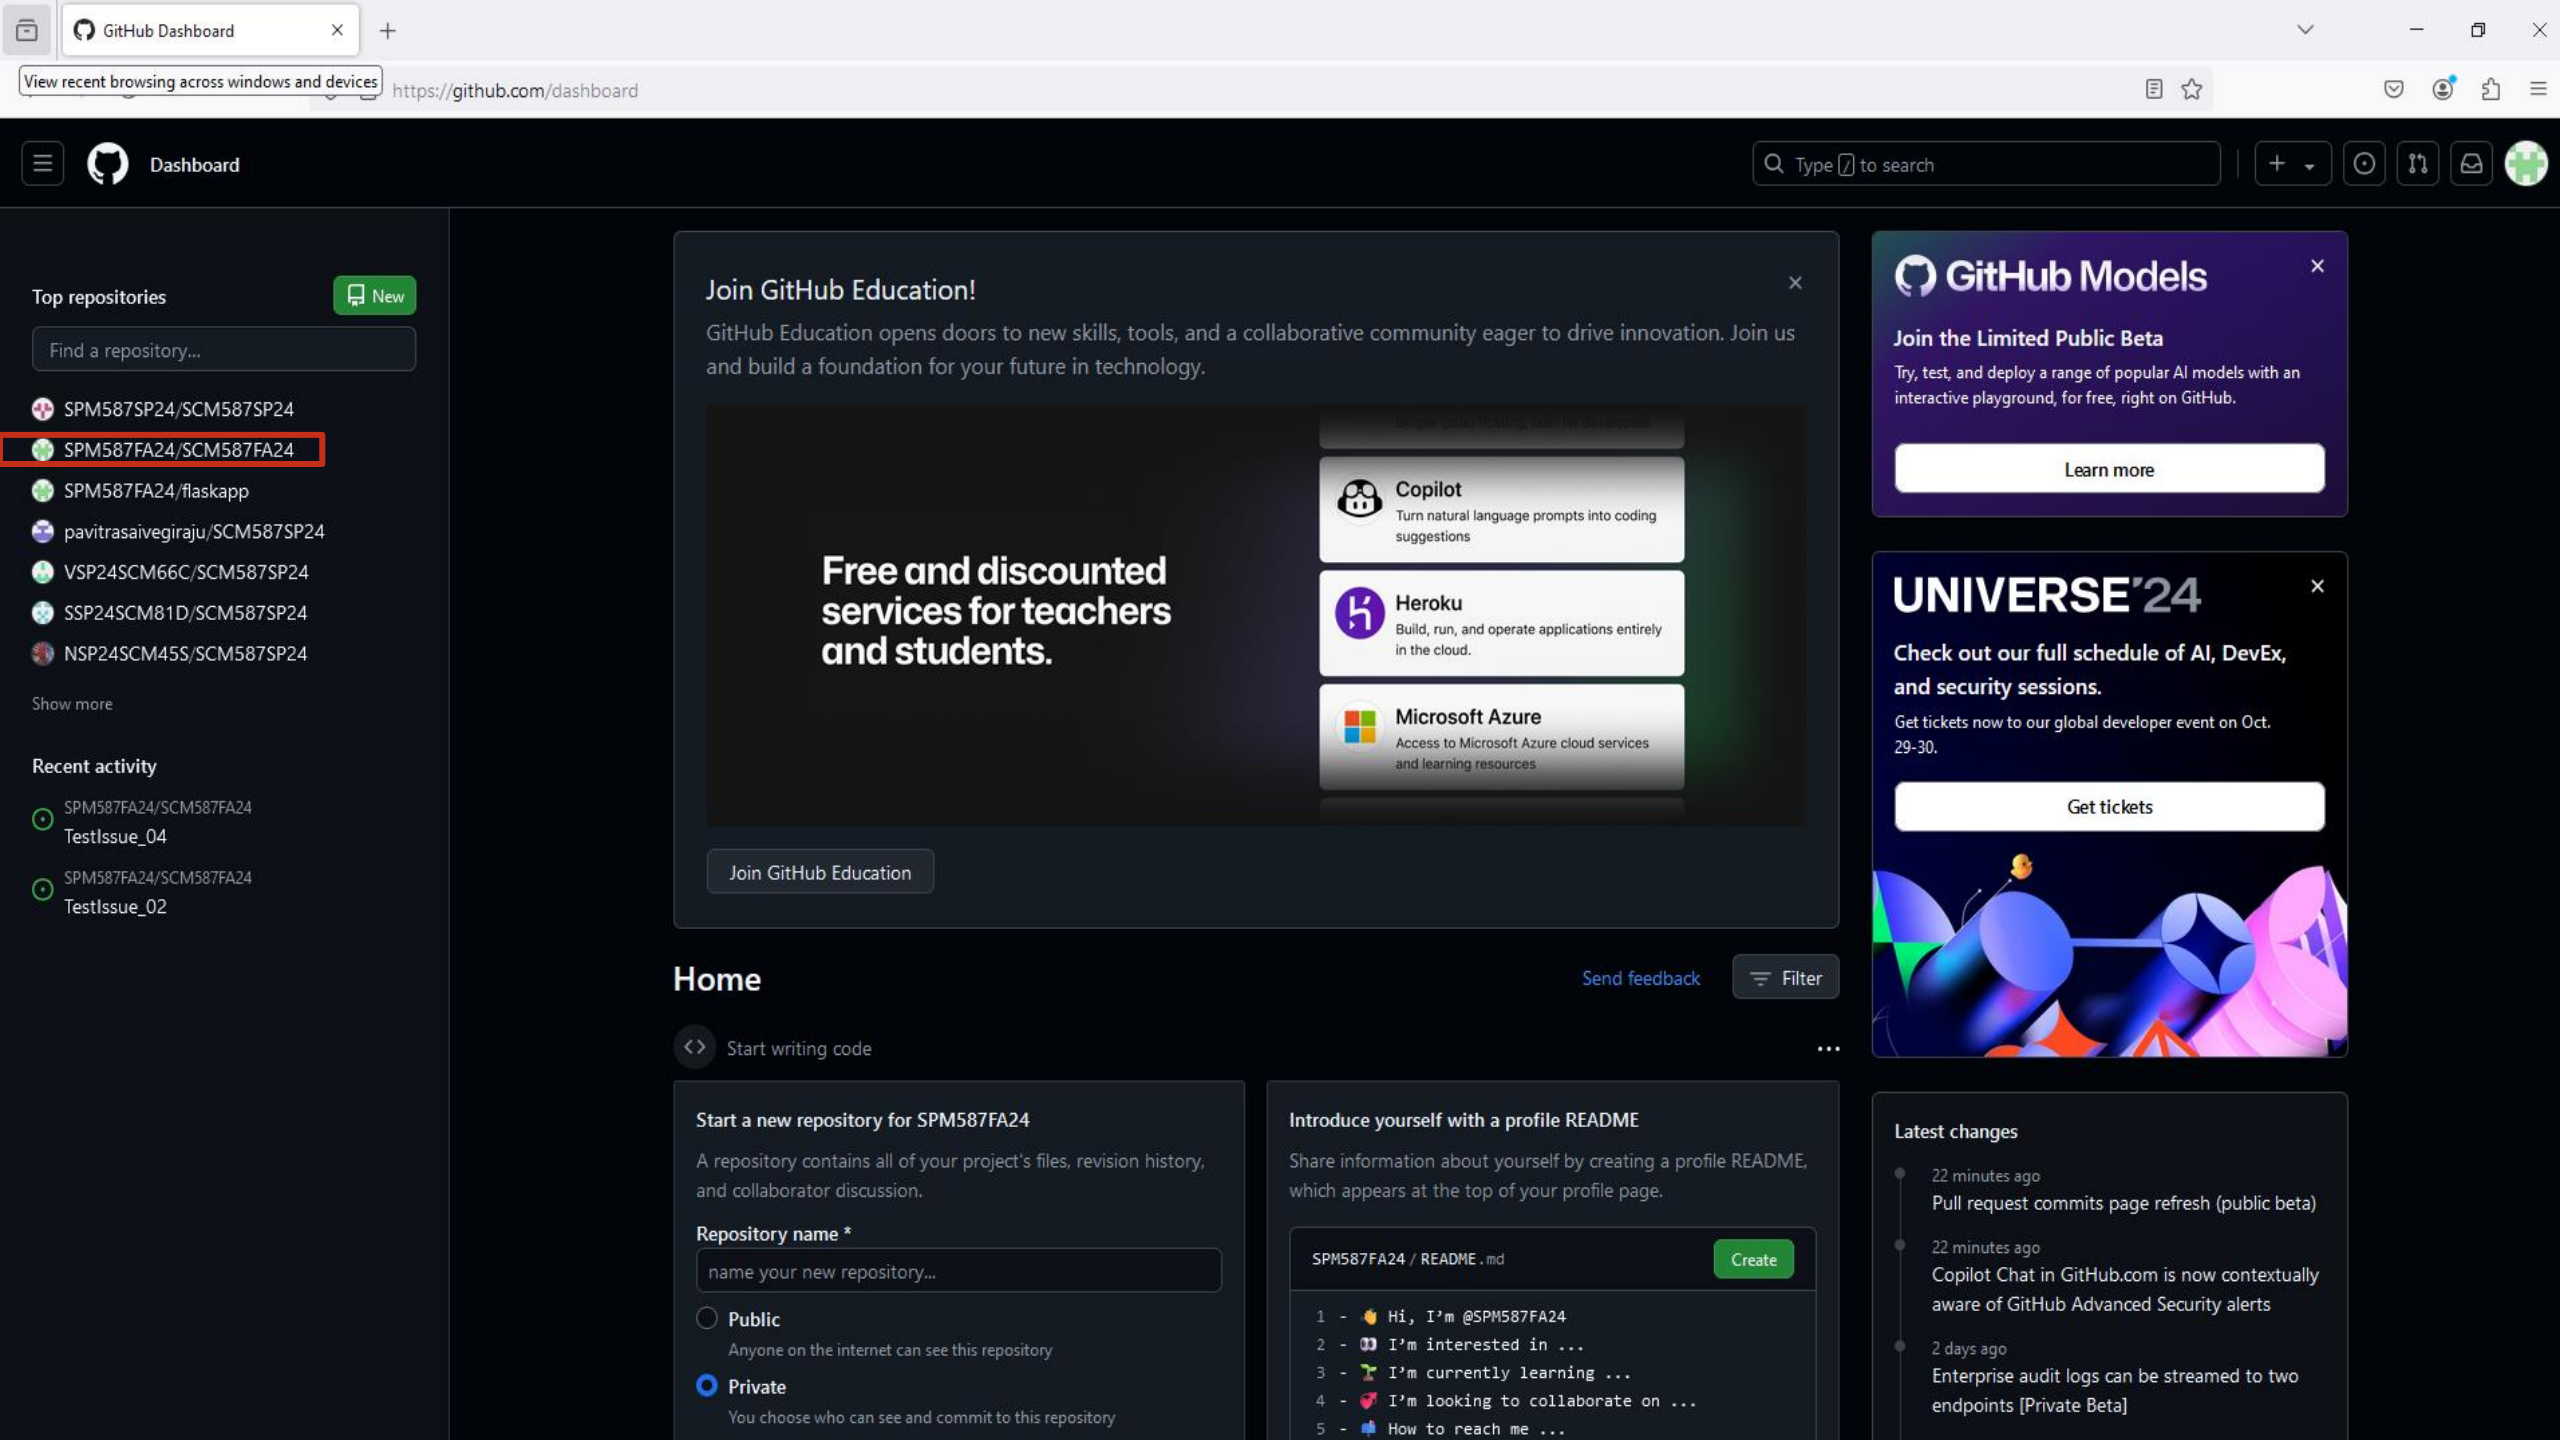 GitHub Dashboard
View recent browsing across windows and devices
https://github.com/dashboard
Dashboard
Type / to search
Top repositories
New
Find a repository...
SPM587SP24/SCM587SP24
SPM587FA24/SCM587FA24
SPM587FA24/flaskapp
pavitrasaivegiraju/SCM587SP24
VSP24SCM66C/SCM587SP24
SSP24SCM81D/SCM587SP24
NSP24SCM45S/SCM587SP24
Show more
Recent activity
SPM587FA24/SCM587FA24
TestIssue_04
SPM587FA24/SCM587FA24
TestIssue_02
Join GitHub Education!
GitHub Education opens doors to new skills, tools, and a collaborative community eager to drive innovation. Join us
and build a foundation for your future in technology.
Free and discounted
services for teachers
and students.
Copilot
Turn natural language prompts into coding
suggestions
Heroku
Build, run, and operate applications entirely
in the cloud.
Microsoft Azure
Access to Microsoft Azure cloud services
and learning resources
Join GitHub Education
Home
Send feedback
Filter
Start writing code
Start a new repository for SPM587FA24
A repository contains all of your project's files, revision history,
and collaborator discussion.
Repository name *
name your new repository...
Public
Anyone on the internet can see this repository
Private
You choose who can see and commit to this repository
Introduce yourself with a profile README
Share information about yourself by creating a profile README,
which appears at the top of your profile page.
SPM587FA24 / README.md
Create
1 - 👋 Hi, I'm @SPM587FA24
2 - 👀 I'm interested in ...
3 - 🌱 I'm currently learning ...
4 - 💞️ I'm looking to collaborate on ...
5 - 📫 How to reach me ...
GitHub Models
Join the Limited Public Beta
Try, test, and deploy a range of popular AI models with an
interactive playground, for free, right on GitHub.
Learn more
UNIVERSE'24
Check out our full schedule of AI, DevEx,
and security sessions.
Get tickets now to our global developer event on Oct.
29-30.
Get tickets
Latest changes
22 minutes ago
Pull request commits page refresh (public beta)
22 minutes ago
Copilot Chat in GitHub.com is now contextually
aware of GitHub Advanced Security alerts
2 days ago
Enterprise audit logs can be streamed to two
endpoints [Private Beta]